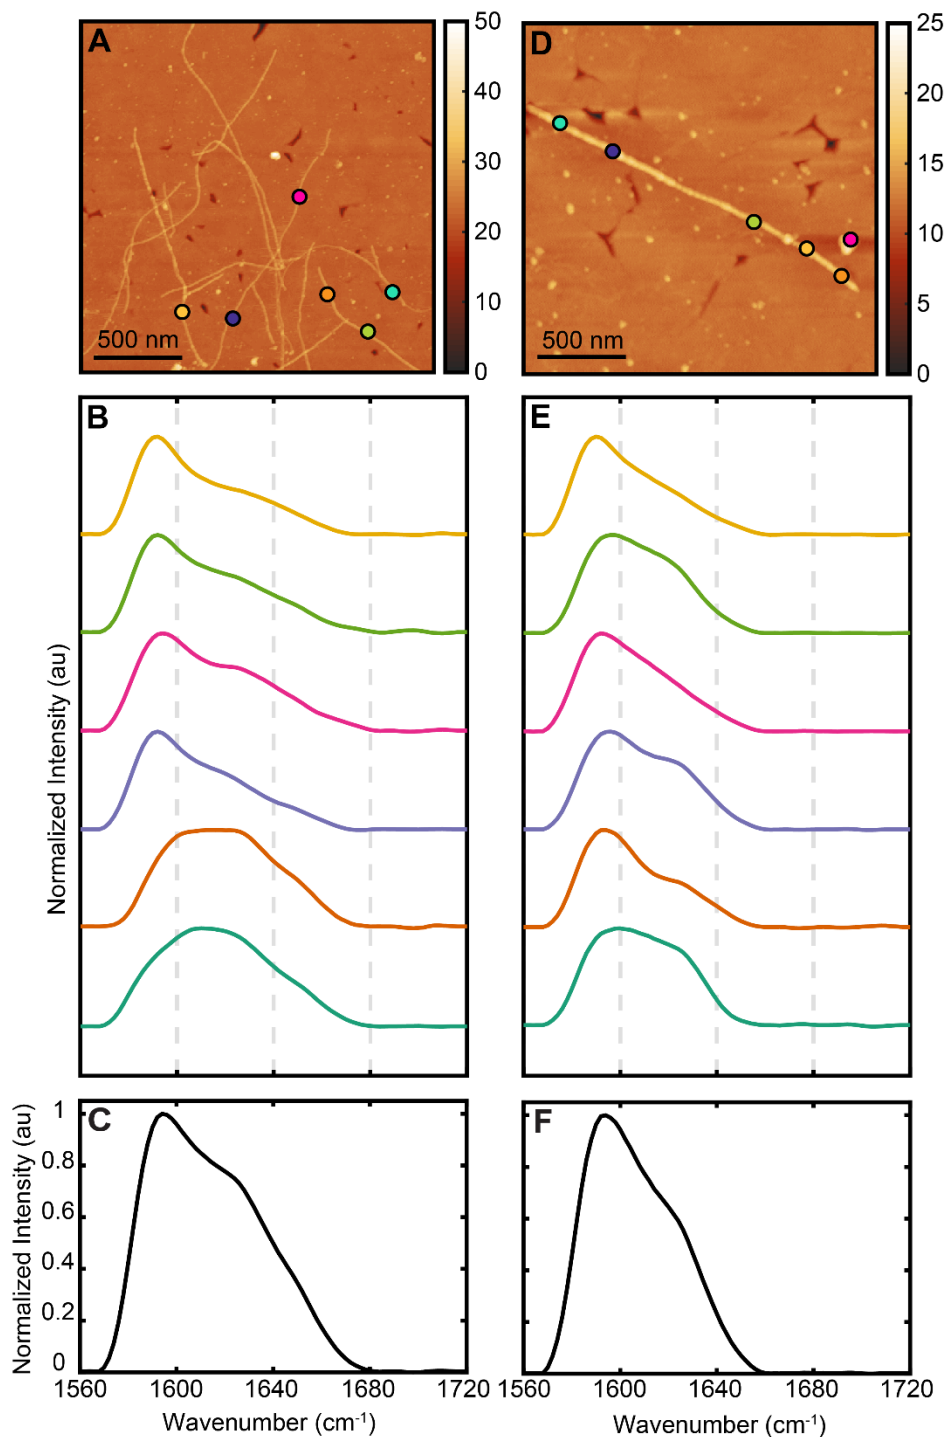 A
50
40
30
20
10
0
500 nm
D
25
20
15
10
5
0
500 nm
B
E
Normalized Intensity (au)
C
1
0.8
0.6
0.4
0.2
0
Normalized Intensity (au)
1560 1600 1640 1680 1720
Wavenumber (cm-1)
F
1560 1600 1640 1680 1720
Wavenumber (cm-1)